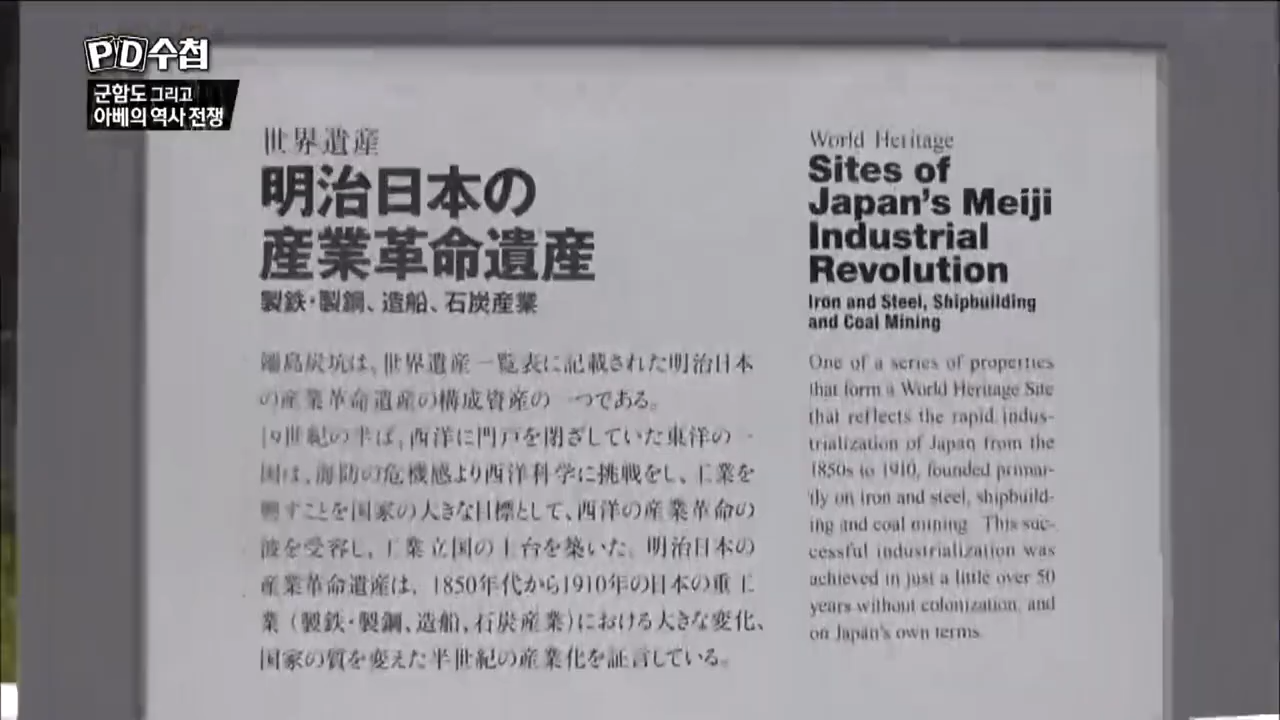 PD수첩
군함도 그리고
아베의 역사 전쟁
世界遺産
明治日本の
産業革命遺産
製鉄・製鋼、造船、石炭産業
端島炭坑は、世界遺産一覧表に記載された明治日本
の産業革命遺産の構成資産の一つである。
19世紀の半ば、西洋に門戸を閉ざしていた東洋の一
国は、海防の危機感より西洋科学に挑戦をし、工業を
興すことを国家の大きな目標として、西洋の産業革命の
波を受容し、工業立国の土台を築いた。明治日本の
産業革命遺産は、1850年代から1910年の日本の重工
業（製鉄・製鋼、造船、石炭産業）における大きな変化、
国家の質を変えた半世紀の産業化を証言している。
World Heritage
Sites of
Japan's Meiji
Industrial
Revolution
Iron and Steel, Shipbuilding
and Coal Mining
One of a series of properties
that form a World Heritage Site
that reflects the rapid indus-
trialization of Japan from the
1850s to 1910, founded primar-
ily on iron and steel, shipbuild-
ing and coal mining. This suc-
cessful industrialization was
achieved in just a little over 50
years without colonization, and
on Japan's own terms.